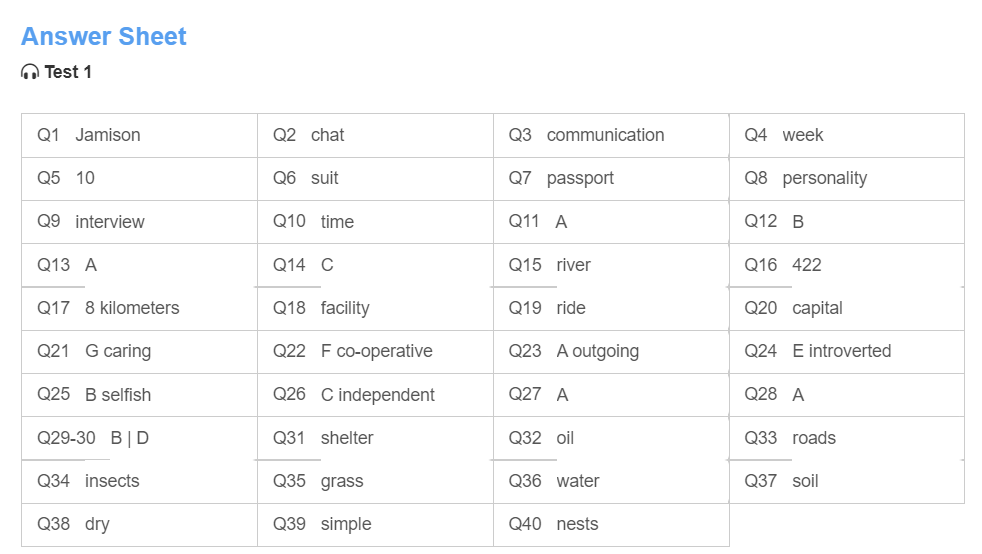 Answer Sheet
Test 1
Q1 Jamison Q2 chat Q3 communication Q4 week
Q5 10 Q6 suit Q7 passport Q8 personality
Q9 interview Q10 time Q11 A Q12 B
Q13 A Q14 C Q15 river Q16 422
Q17 8 kilometers Q18 facility Q19 ride Q20 capital
Q21 G caring Q22 F co-operative Q23 A outgoing Q24 E introverted
Q25 B selfish Q26 C independent Q27 A Q28 A
Q29-30 B | D Q31 shelter Q32 oil Q33 roads
Q34 insects Q35 grass Q36 water Q37 soil
Q38 dry Q39 simple Q40 nests